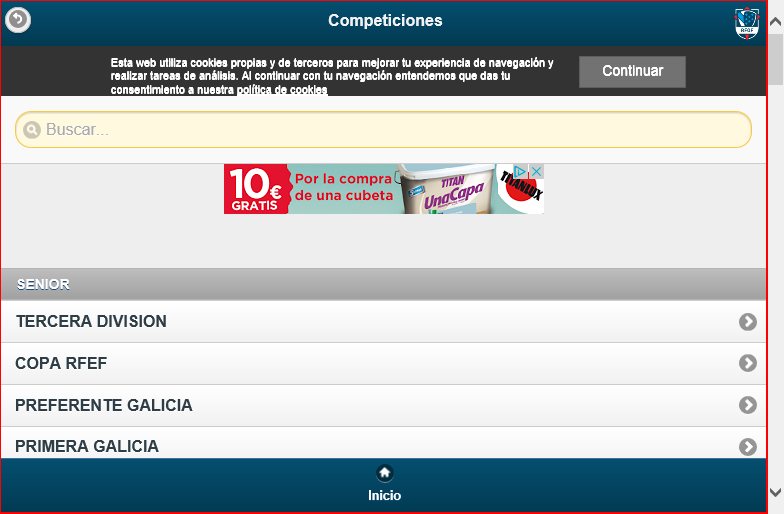 Competiciones
RFGF
Esta web utiliza cookies propias y de terceros para mejorar tu experiencia de navegación y
realizar tareas de análisis. Al continuar con tu navegación entendemos que das tu
consentimiento a nuestra política de cookies
Continuar
Buscar...
10€
GRATIS
Por la compra
de una cubeta
TITAN
UnaCapa
TITANLUX
SENIOR
TERCERA DIVISION
COPA RFEF
PREFERENTE GALICIA
PRIMERA GALICIA
Inicio